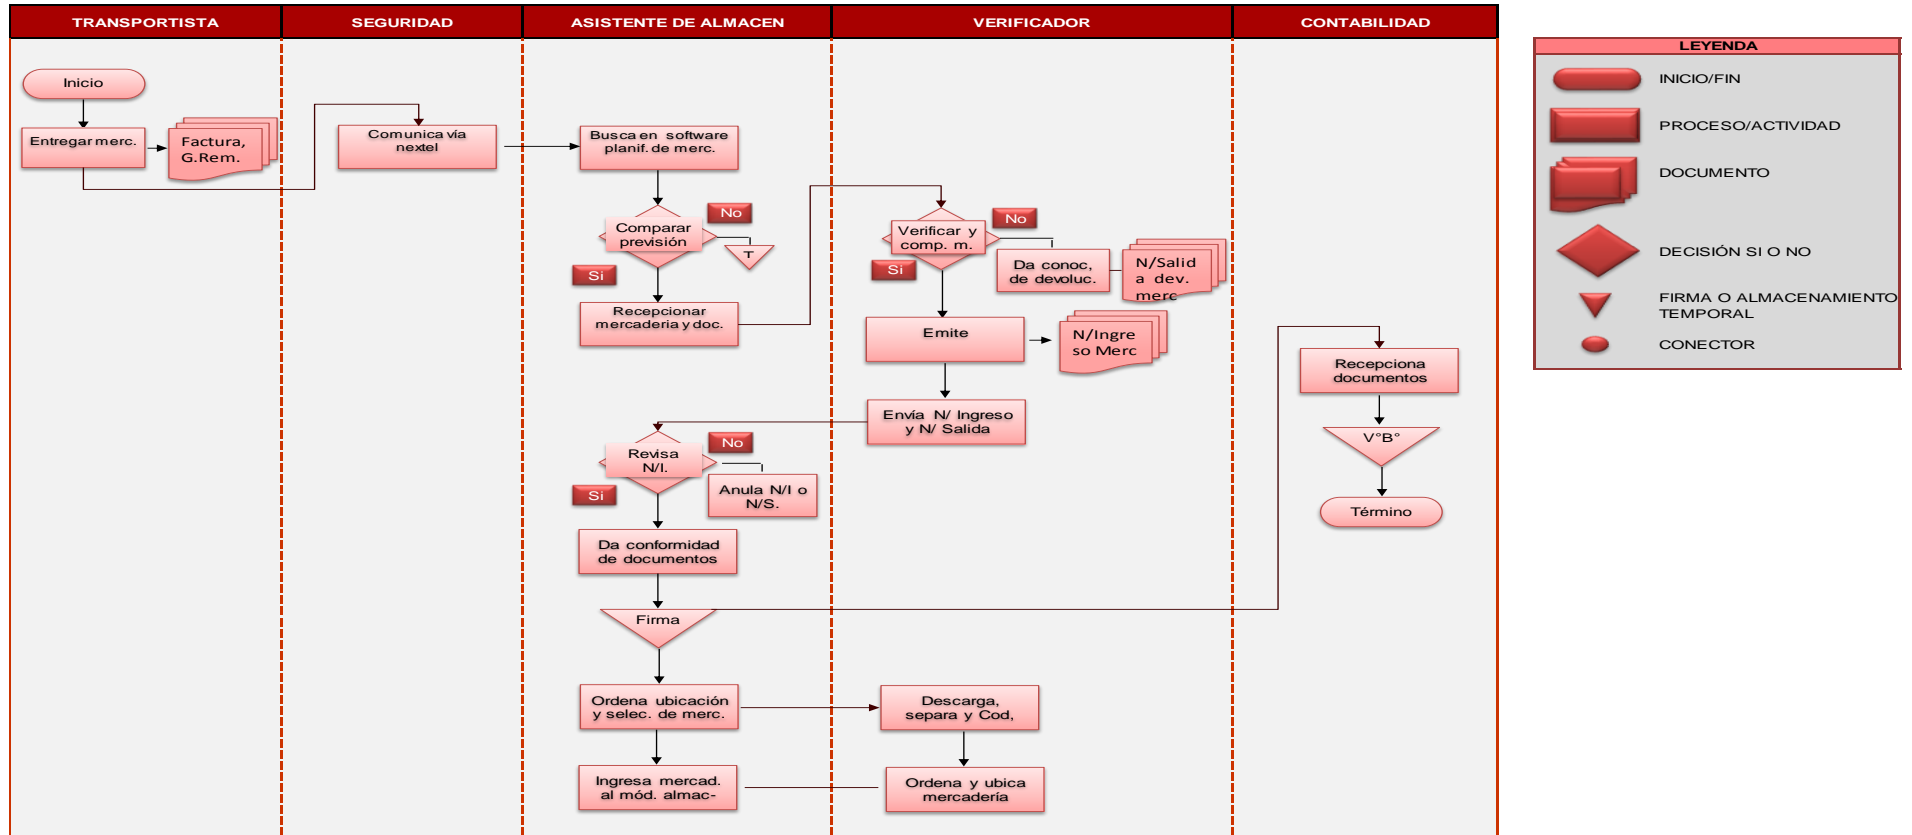 TRANSPORTISTA
SEGURIDAD
ASISTENTE DE ALMACEN
VERIFICADOR
CONTABILIDAD
Inicio
Entregar merc.
Factura,
G.Rem.
Comunica vía
nextel
Busca en software
planif. de merc.
Comparar
previsión
No
T
Si
Recepcionar
mercaderia y doc.
Verificar y
comp. m.
No
Si
Da conoc,
de devoluc.
N/Salid
a dev.
merc
Emite
N/Ingre
so Merc
Envía N/ Ingreso
y N/ Salida
Revisa
N/I.
No
Si
Anula N/I o
N/S.
Da conformidad
de documentos
Firma
Ordena ubicación
y selec. de merc.
Descarga,
separa y Cod,
Ingresa mercad.
al mód. almac-
Ordena y ubica
mercadería
Recepciona
documentos
V°B°
Término
LEYENDA
INICIO/FIN
PROCESO/ACTIVIDAD
DOCUMENTO
DECISIÓN SI O NO
FIRMA O ALMACENAMIENTO
TEMPORAL
CONECTOR